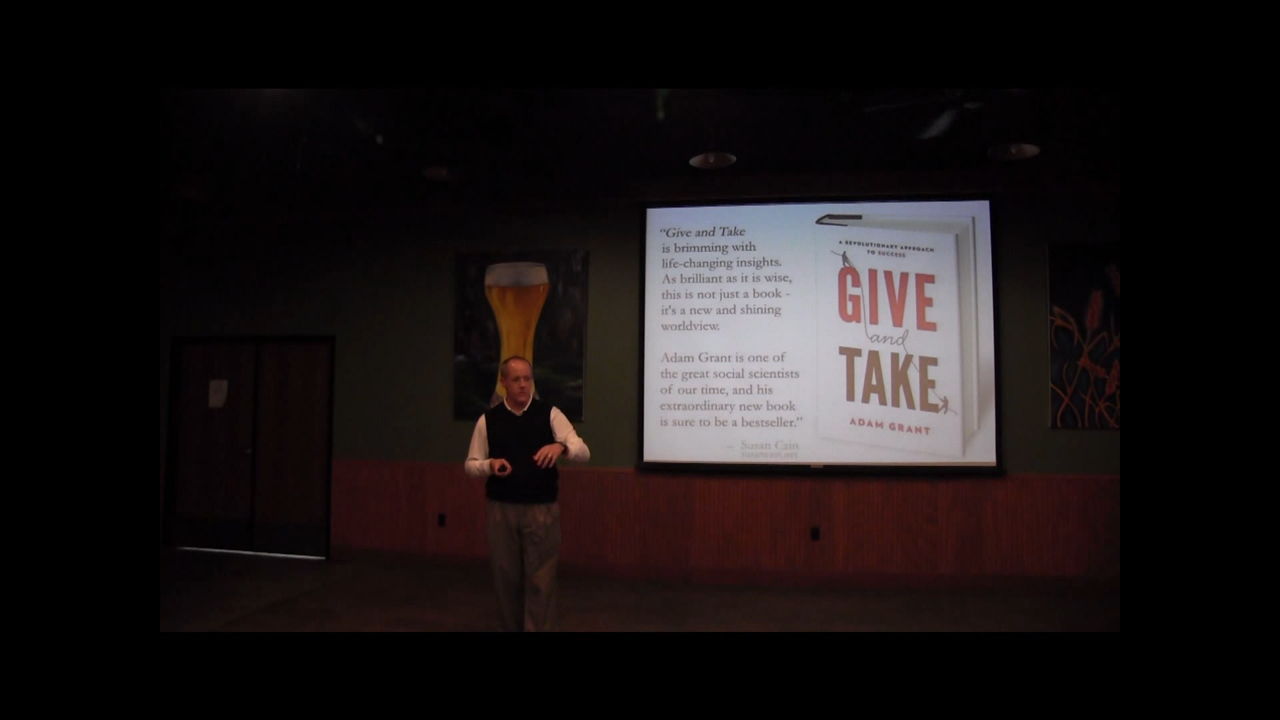 “Give and Take
is brimming with
life-changing insights.
As brilliant as it is wise,
this is not just a book -
it's a new and shining
worldview.
Adam Grant is one of
the great social scientists
of our time, and his
extraordinary new book
is sure to be a bestseller.”
— Susan Cain
A REVOLUTIONARY APPROACH
TO SUCCESS
GIVE
and
TAKE
ADAM GRANT